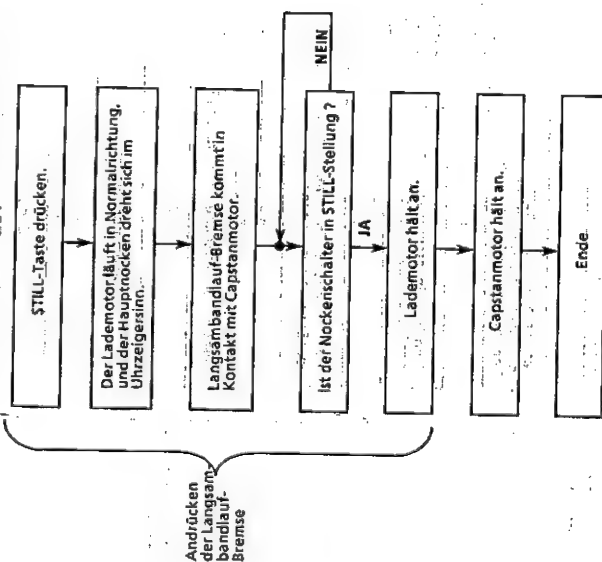 STILL-Taste drücken.
Der Lademotor läuft in Normalrichtung,
und der Hauptnocken dreht sich im
Uhrzeigersinn.
Langsambandlauf-Bremse kommt in
Kontakt mit Capstanmotor.
Ist der Nockenschalter in STILL-Stellung ?
NEIN
JA
Lademotor hält an.
Capstanmotor hält an.
Ende
Andrücken
der Langsam-
bandlauf-
Bremse